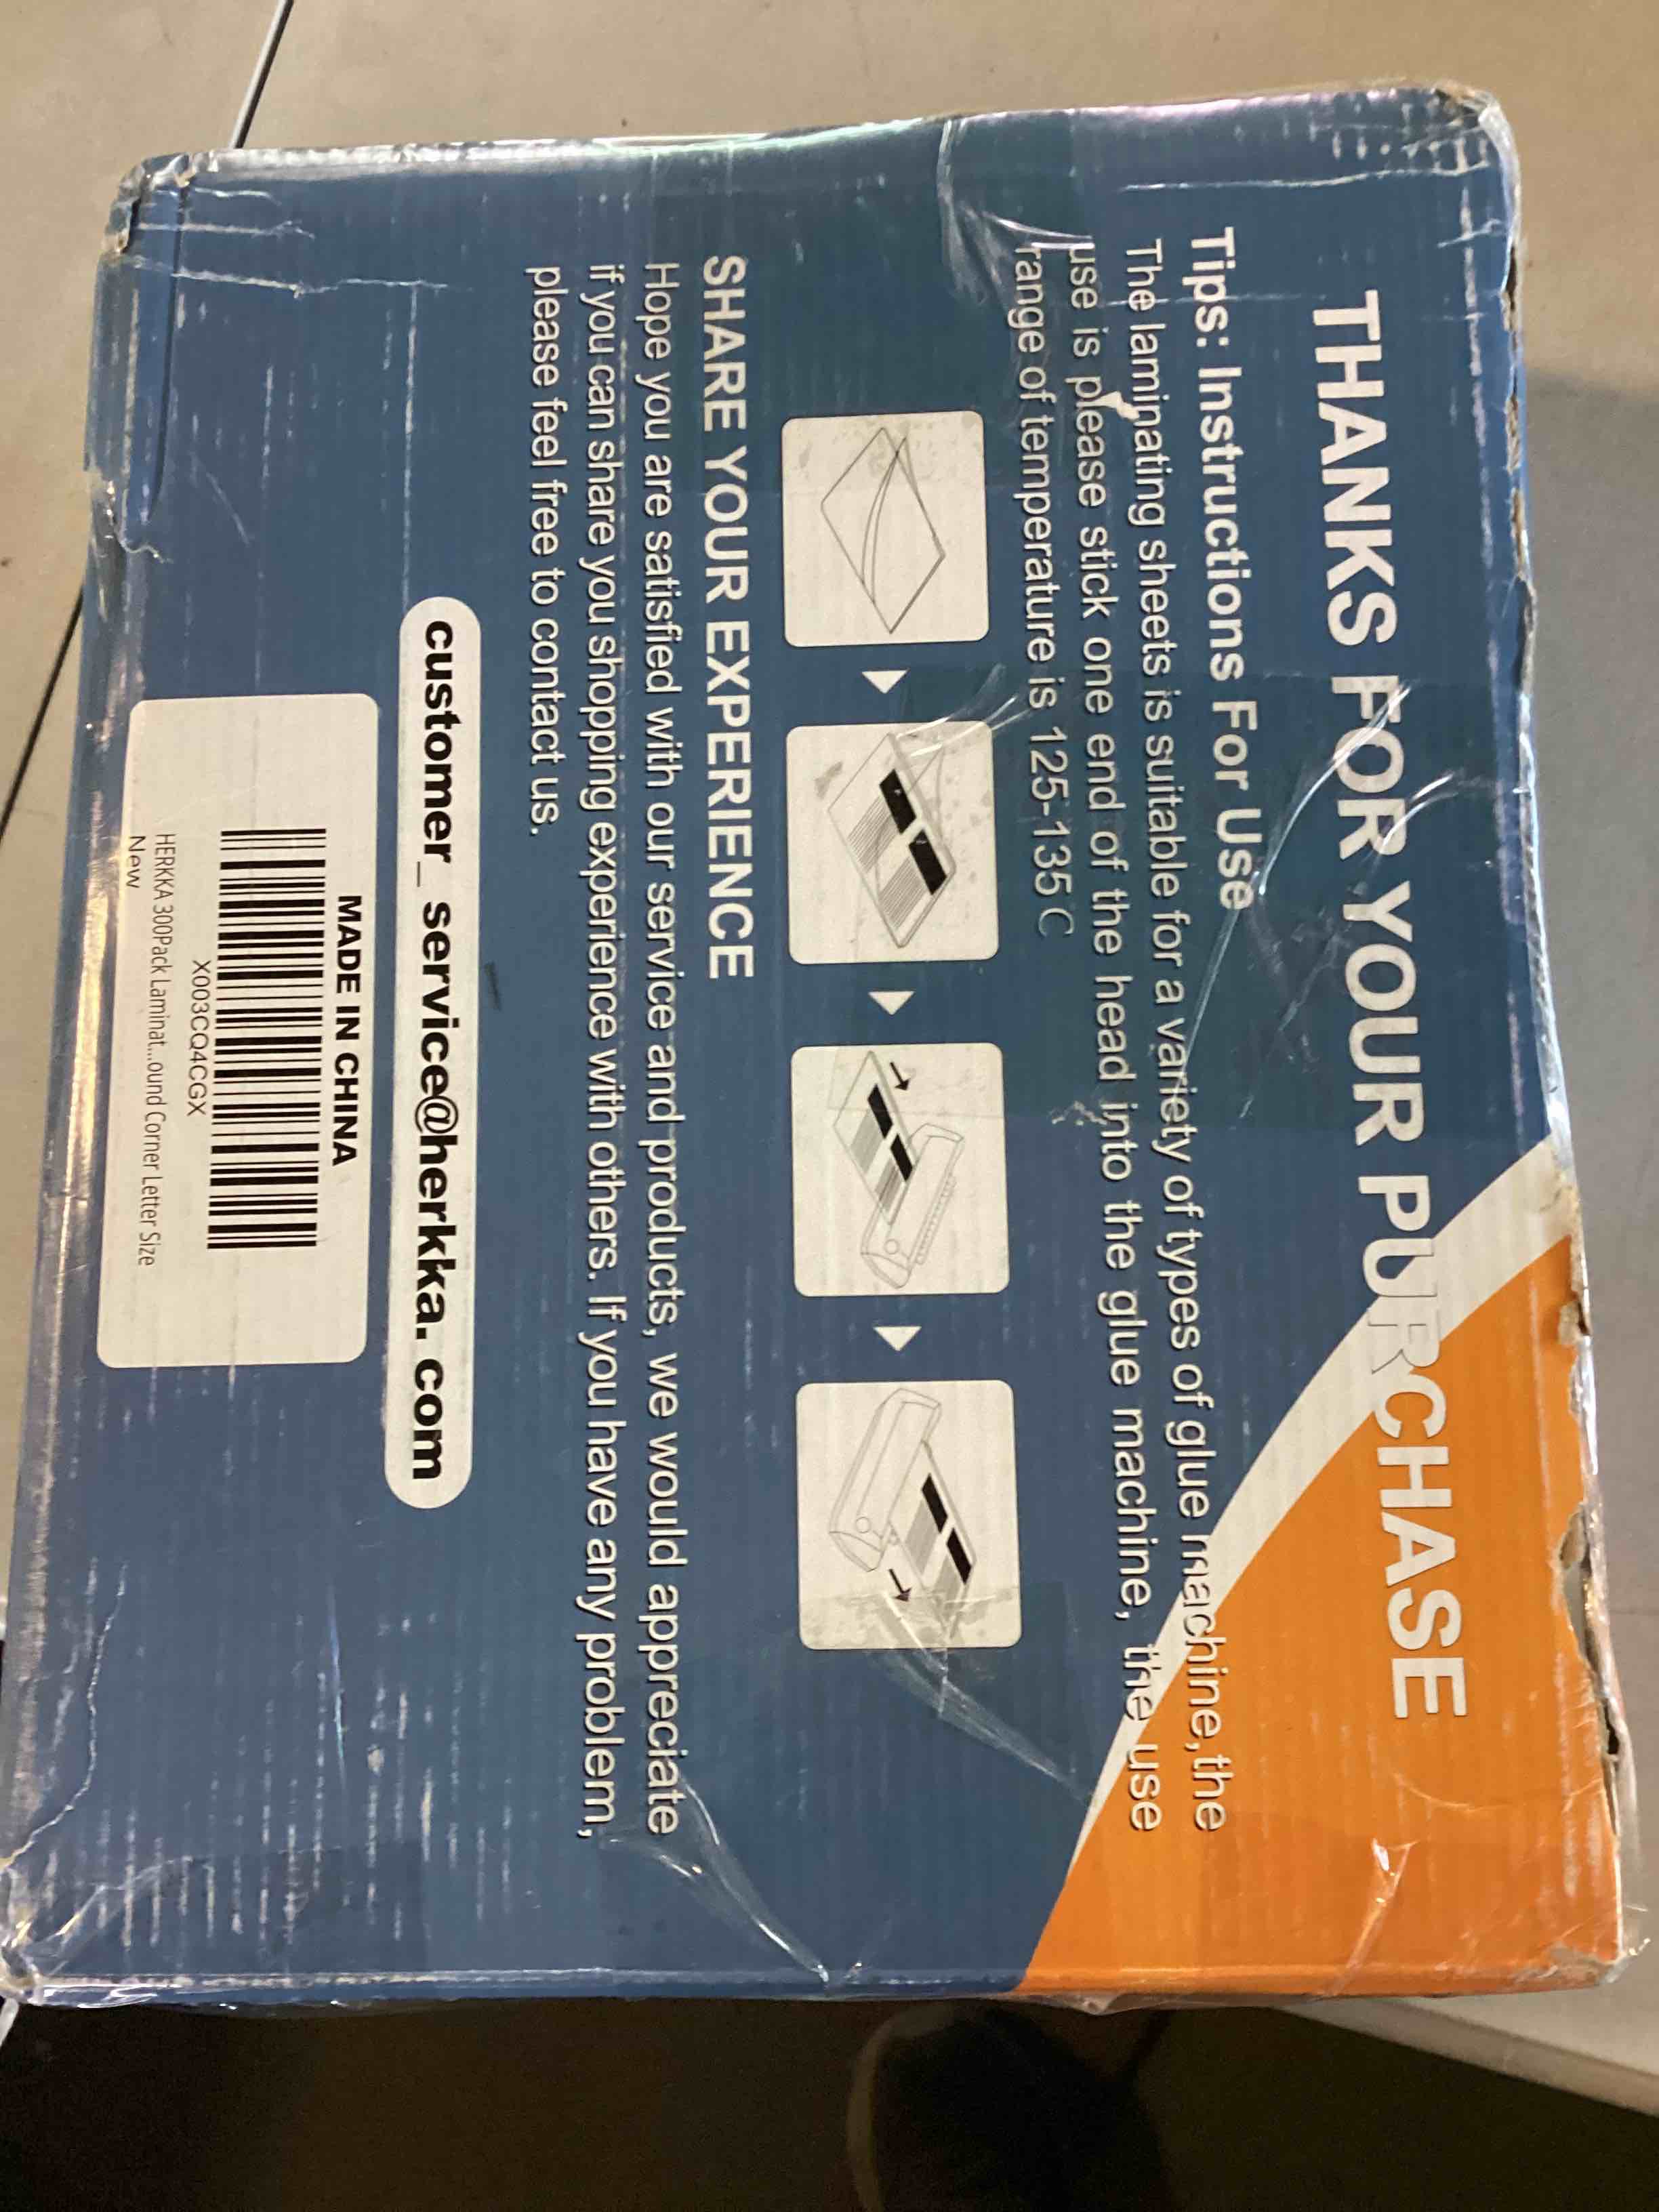 THANKS FOR YOUR PURCHASE
Tips: Instructions For Use
The laminating sheets is suitable for a variety of types of glue machine,the
use is please stick one end of the head into the glue machine, the use
range of temperature is 125-135℃
SHARE YOUR EXPERIENCE
Hope you are satisfied with our service and products, we would appreciate
if you can share you shopping experience with others. If you have any problem,
please feel free to contact us.
customer_ service@herkka. com
MADE IN CHINA
X003CQ4CGX
HERKKA 300Pack Laminat...ound Corner Letter Size
New